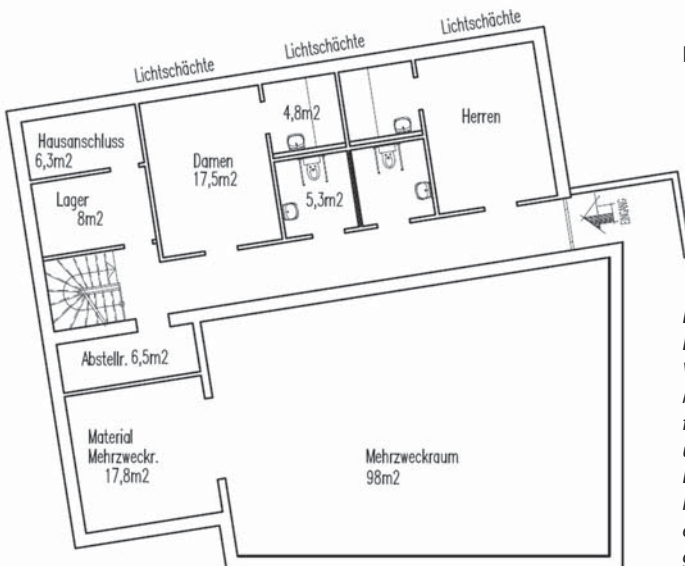 Lichtschächte
Lichtschächte
Lichtschächte
Hausanschluss
6,3m2
Damen
17,5m2
4,8m2
Herren
Lager
8m2
5,3m2
EINGANG
Abstellr. 6,5m2
Material
Mehrzweckr.
17,8m2
Mehrzweckraum
98m2